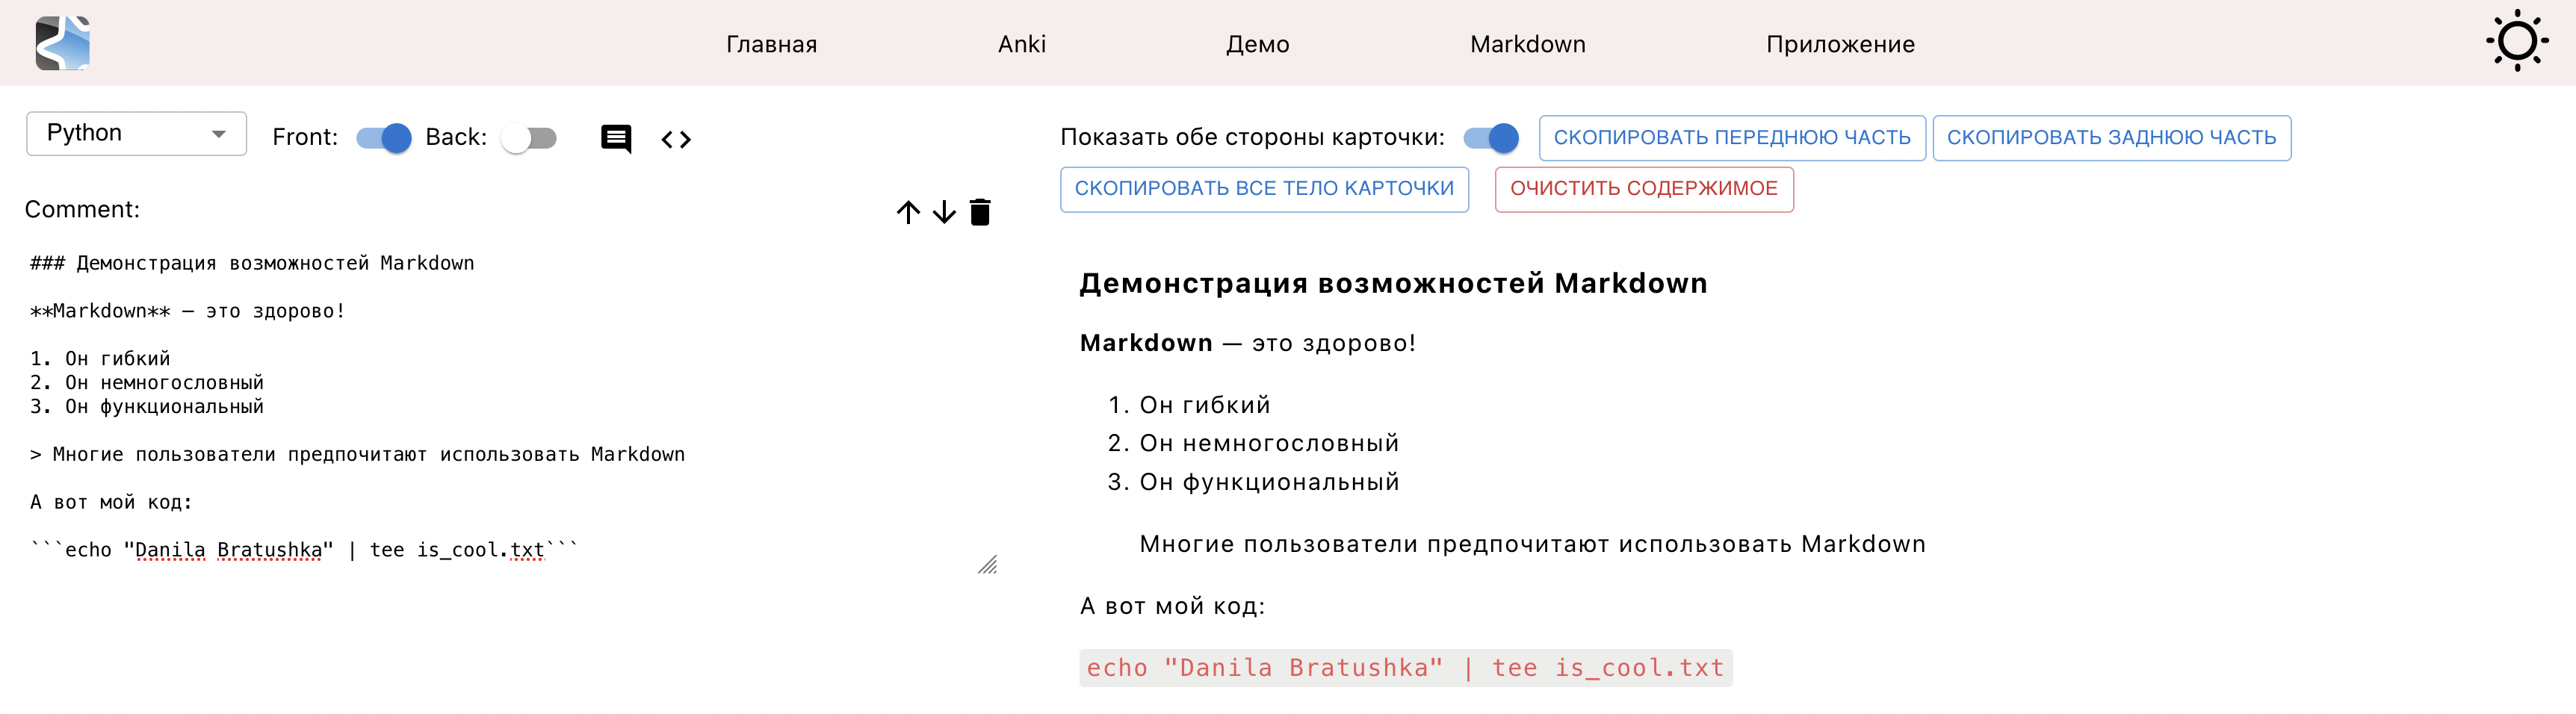 Главная Anki Демо Markdown Приложение
Python Front: Back:
Comment:
### Демонстрация возможностей Markdown
**Markdown** — это здорово!
1. Он гибкий
2. Он немногословный
3. Он функциональный
> Многие пользователи предпочитают использовать Markdown
А вот мой код:
```echo "Danila Bratushka" | tee is_cool.txt```
Показать обе стороны карточки: СКОПИРОВАТЬ ПЕРЕДНЮЮ ЧАСТЬ СКОПИРОВАТЬ ЗАДНЮЮ ЧАСТЬ
СКОПИРОВАТЬ ВСЕ ТЕЛО КАРТОЧКИ ОЧИСТИТЬ СОДЕРЖИМОЕ
Демонстрация возможностей Markdown
Markdown — это здорово!
1. Он гибкий
2. Он немногословный
3. Он функциональный
Многие пользователи предпочитают использовать Markdown
А вот мой код:
echo "Danila Bratushka" | tee is_cool.txt